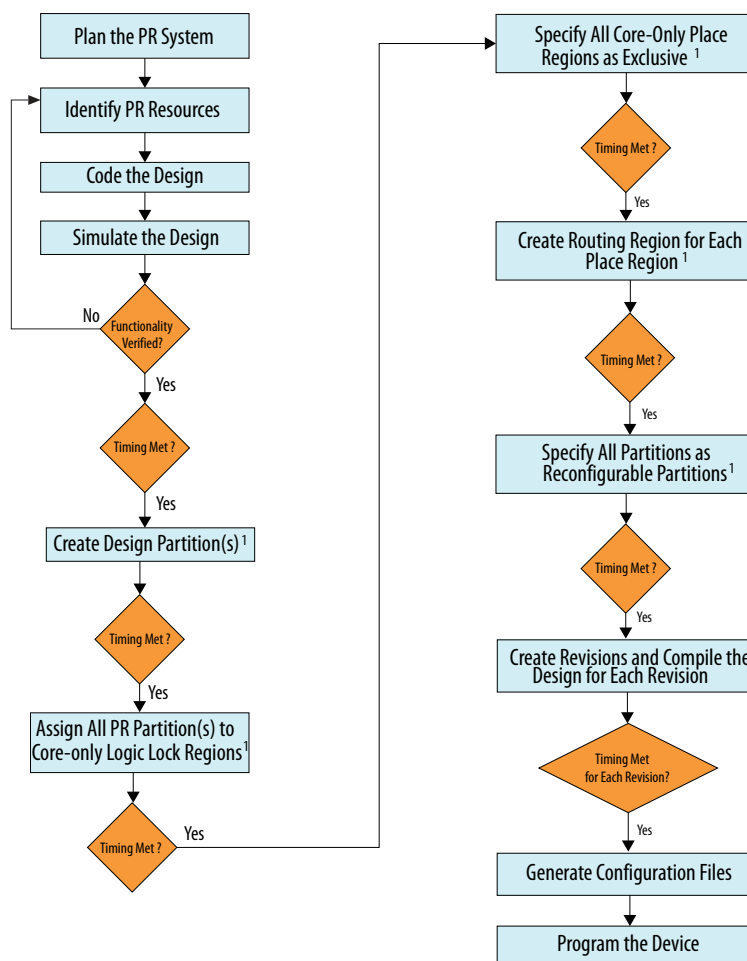 Plan the PR System
Identify PR Resources
Code the Design
Simulate the Design
No
Functionality
Verified?
Yes
Timing Met ?
Yes
Create Design Partition(s) 1
Timing Met ?
Yes
Assign All PR Partition(s) to
Core-only Logic Lock Regions 1
Timing Met ?
Yes
Specify All Core-Only Place
Regions as Exclusive 1
Timing Met ?
Yes
Create Routing Region for Each
Place Region 1
Timing Met ?
Yes
Specify All Partitions as
Reconfigurable Partitions 1
Timing Met ?
Yes
Create Revisions and Compile the
Design for Each Revision
Timing Met
for Each Revision?
Yes
Generate Configuration Files
Program the Device